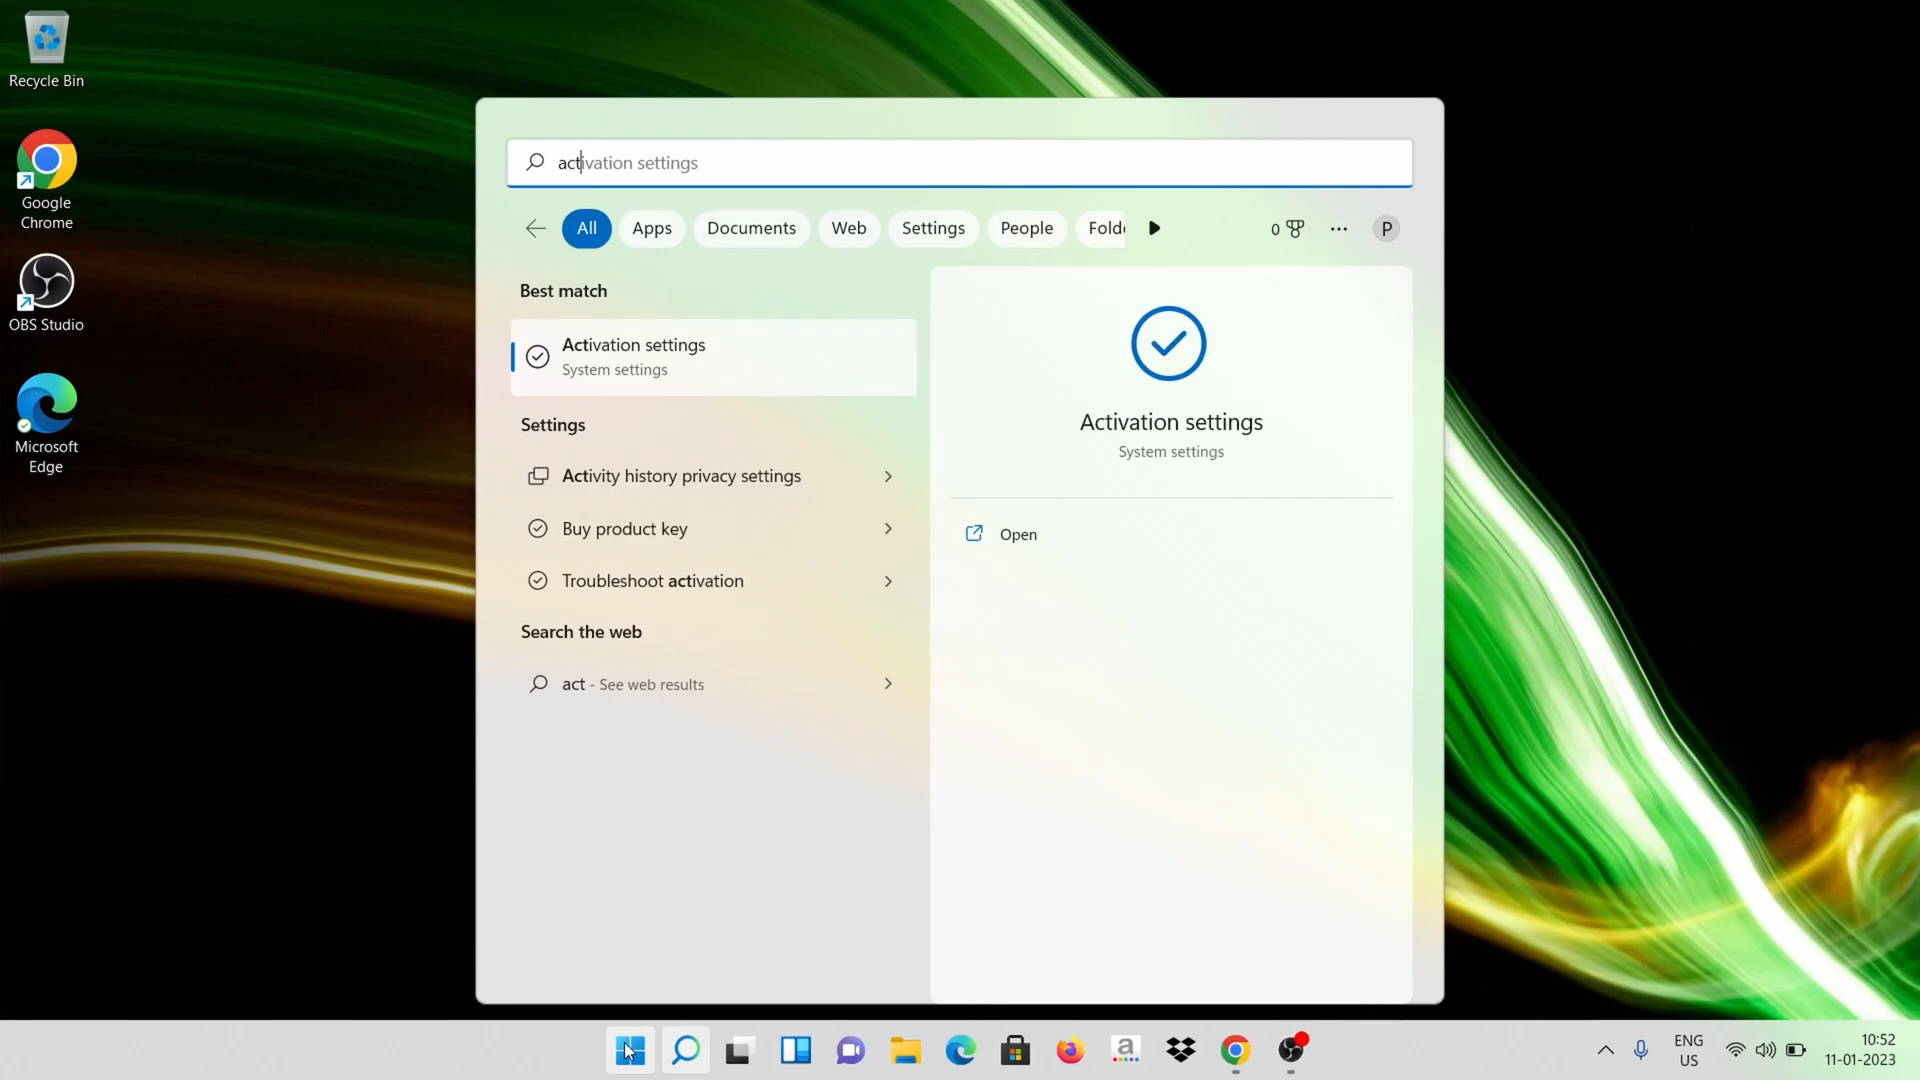 Recycle Bin
Google
Chrome
OBS Studio
Microsoft
Edge
activation settings
All
Apps
Documents
Web
Settings
People
Folde
0
P
Best match
Activation settings
System settings
Settings
Activity history privacy settings
Buy product key
Troubleshoot activation
Search the web
act - See web results
Activation settings
System settings
Open
a
ENG
US
10:52
11-01-2023